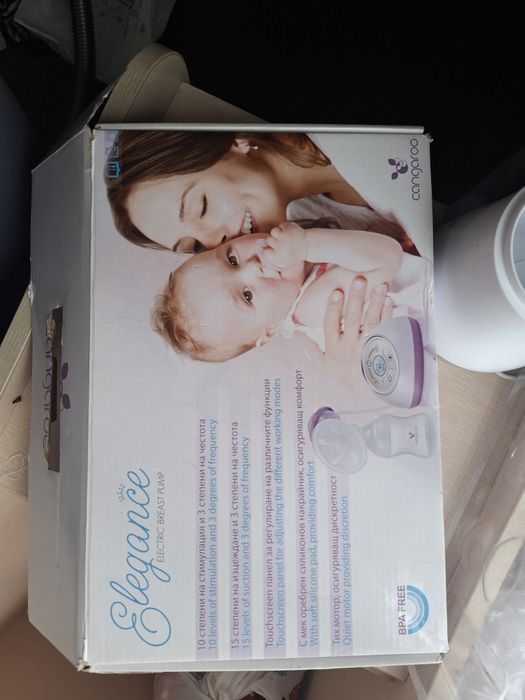 cangaroo
Elegance
ELECTRIC BREAST PUMP
10 степени на стимулация и 3 степени на честота
10 levels of stimulation and 3 degrees of frequency
15 степени на изцеждане и 3 степени на честота
15 levels of suction and 3 degrees of frequency
Touchscreen панел за регулиране на различните функции
Touchscreen panel for adjusting the different working modes
С мек оребрен силиконов накрайник, осигуряващ комфорт
With soft silicone pad, providing comfort
Тих мотор, осигуряващ дискретност
Quiet motor providing discretion
BPA FREE
cangaroo